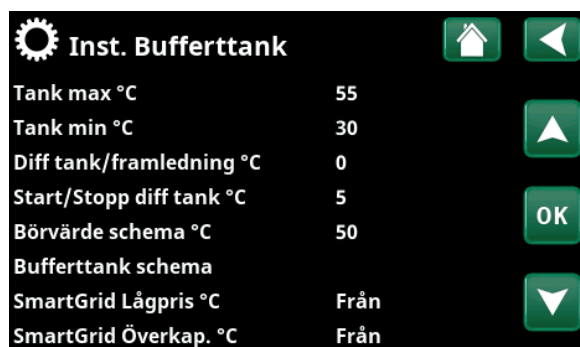 Inst. Bufferttank
Tank max °C 55
Tank min °C 30
Diff tank/framledning °C 0
Start/Stopp diff tank °C 5
Börvärde schema °C 50
Bufferttank schema
SmartGrid Lågpris °C Från
SmartGrid Överkap. °C Från
OK